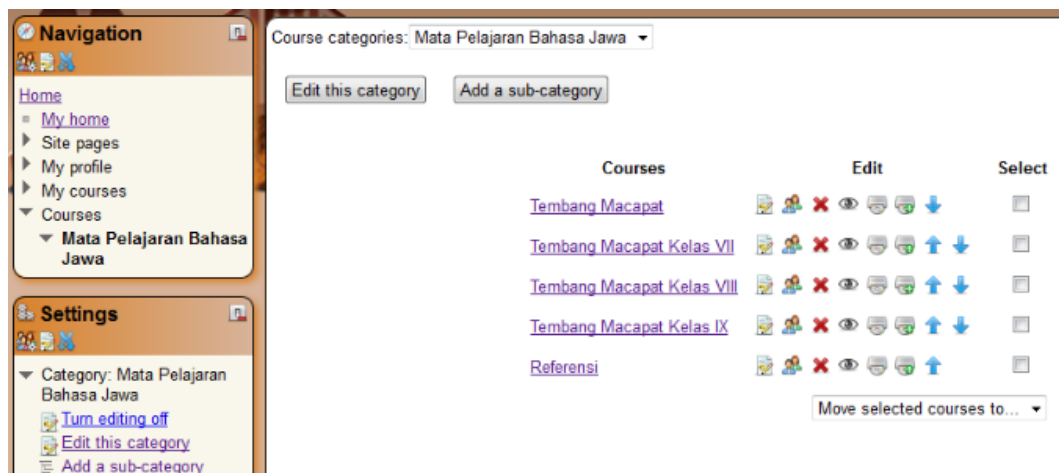 Navigation
Home
My home
Site pages
My profile
My courses
Courses
Mata Pelajaran Bahasa
Jawa
Settings
Category: Mata Pelajaran
Bahasa Jawa
Turn editing off
Edit this category
Add a sub-category
Course categories: Mata Pelajaran Bahasa Jawa
Edit this category Add a sub-category
Courses Edit Select
Tembang Macapat
Tembang Macapat Kelas VII
Tembang Macapat Kelas VIII
Tembang Macapat Kelas IX
Referensi
Move selected courses to...